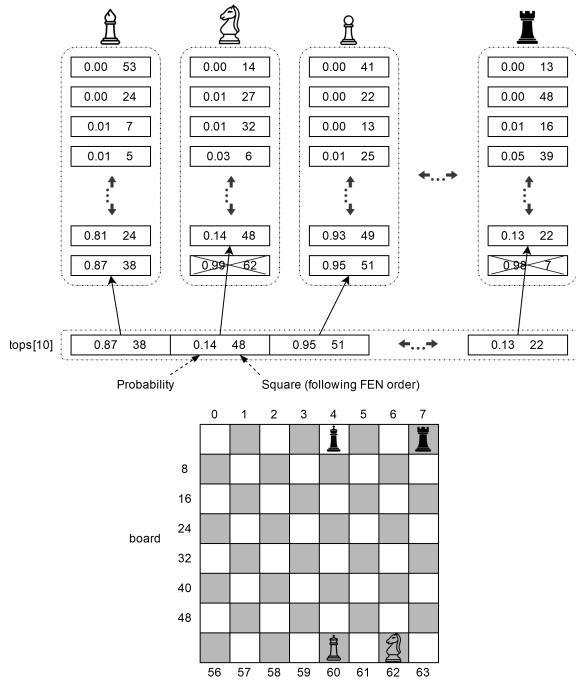 0.00 53 0.00 14 0.00 41 0.00 13
0.00 24 0.01 27 0.00 22 0.00 48
0.01 7 0.01 32 0.00 13 0.01 16
0.01 5 0.03 6 0.01 25 0.05 39
0.81 24 0.14 48 0.93 49 0.13 22
0.87 38 0.99 62 0.95 51 0.98 7
tops[10] 0.87 38 0.14 48 0.95 51 0.13 22
Probability Square (following FEN order)
0 1 2 3 4 5 6 7
8
16
24
board
32
40
48
56 57 58 59 60 61 62 63